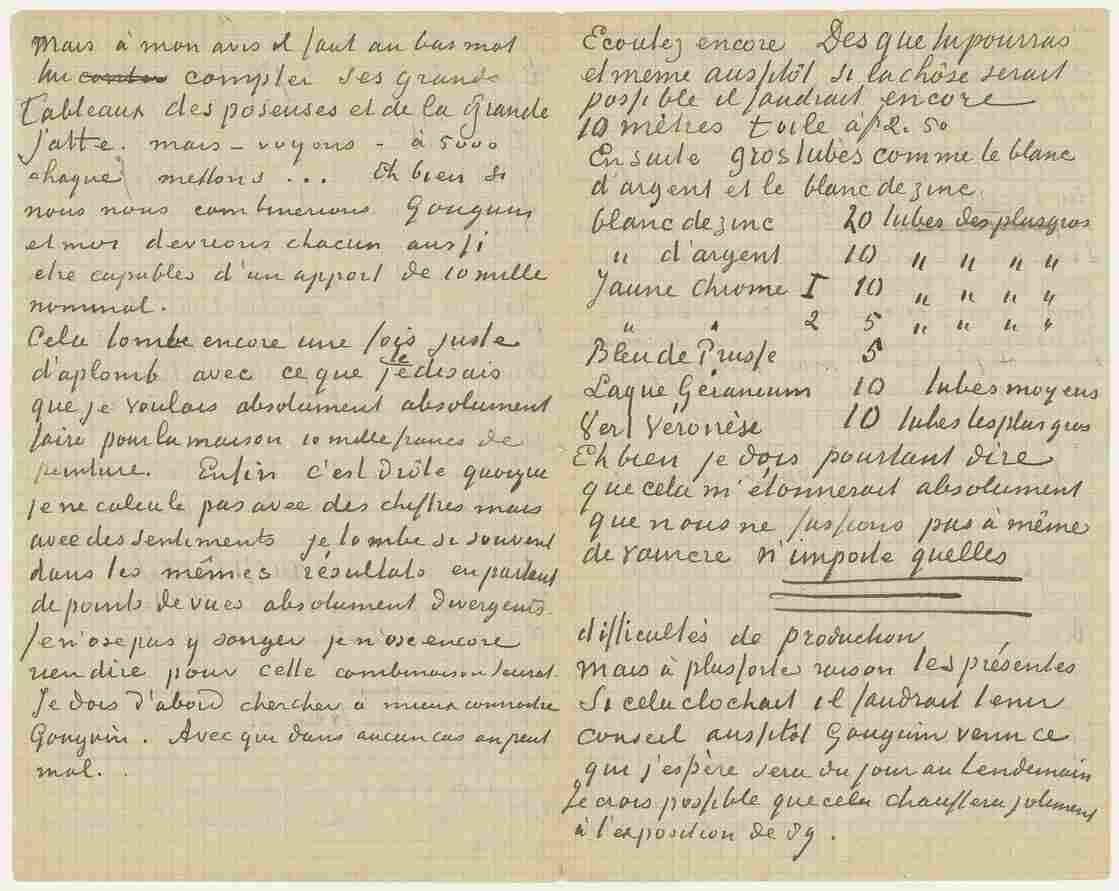 Mais à mon avis il faut au bas mot
lui compter ses grands
Tableaux des poseuses et de la Grande
Jatte. mais – voyons – à 5000
chaque mettons ... Eh bien si
nous nous combinerions Gauguin
et moi devrions chacun aussi
etre capables d'un apport de 10 mille
nominal.
Cela tombe encore une fois juste
d'aplomb avec ce que je te disais
que je voulais absolument absolument
faire pour la maison 10 mille francs de
peinture. Enfin c'est drôle quoique
je ne calcule pas avec des chiffres mais
avec des sentiments je tombe si souvent
dans les mêmes résultats en partant
de points de vues absolument divergents.
Je n'ose pas y songer je n'ose encore
rien dire pour cette combinaison Seurat.
Je dois d'abord chercher à mieux connaitre
Gauguin. Avec qui dans aucun cas on peut
mal.
Ecoutez encore Des que tu pourras
et meme aussitôt si la chôse serait
possible il faudrait encore
10 mètres toile à f 2.50
Ensuite gros tubes comme le blanc
d'argent et le blanc de zinc.
blanc de zinc 20 tubes des plus gros
" d'argent 10 " " " "
Jaune Chrome I 10 " " " "
" " 2 5 " " " "
Bleu de Prusse 5
Laque Géranium 10 tubes moyens
Vert Véronèse 10 tubes les plus gros
Eh bien je dois pourtant dire
que cela m'étonnerait absolument
que nous ne fussions pas à même
de vaincre n'importe quelles
difficultés de production
Mais à plus forte raison les présentes
Si cela clochait il faudrait tenir
conseil aussitôt Gauguin venu ce
qui j'espère sera du jour au lendemain
Je crois possible que cela chauffera joliment
à l'exposition de 89.